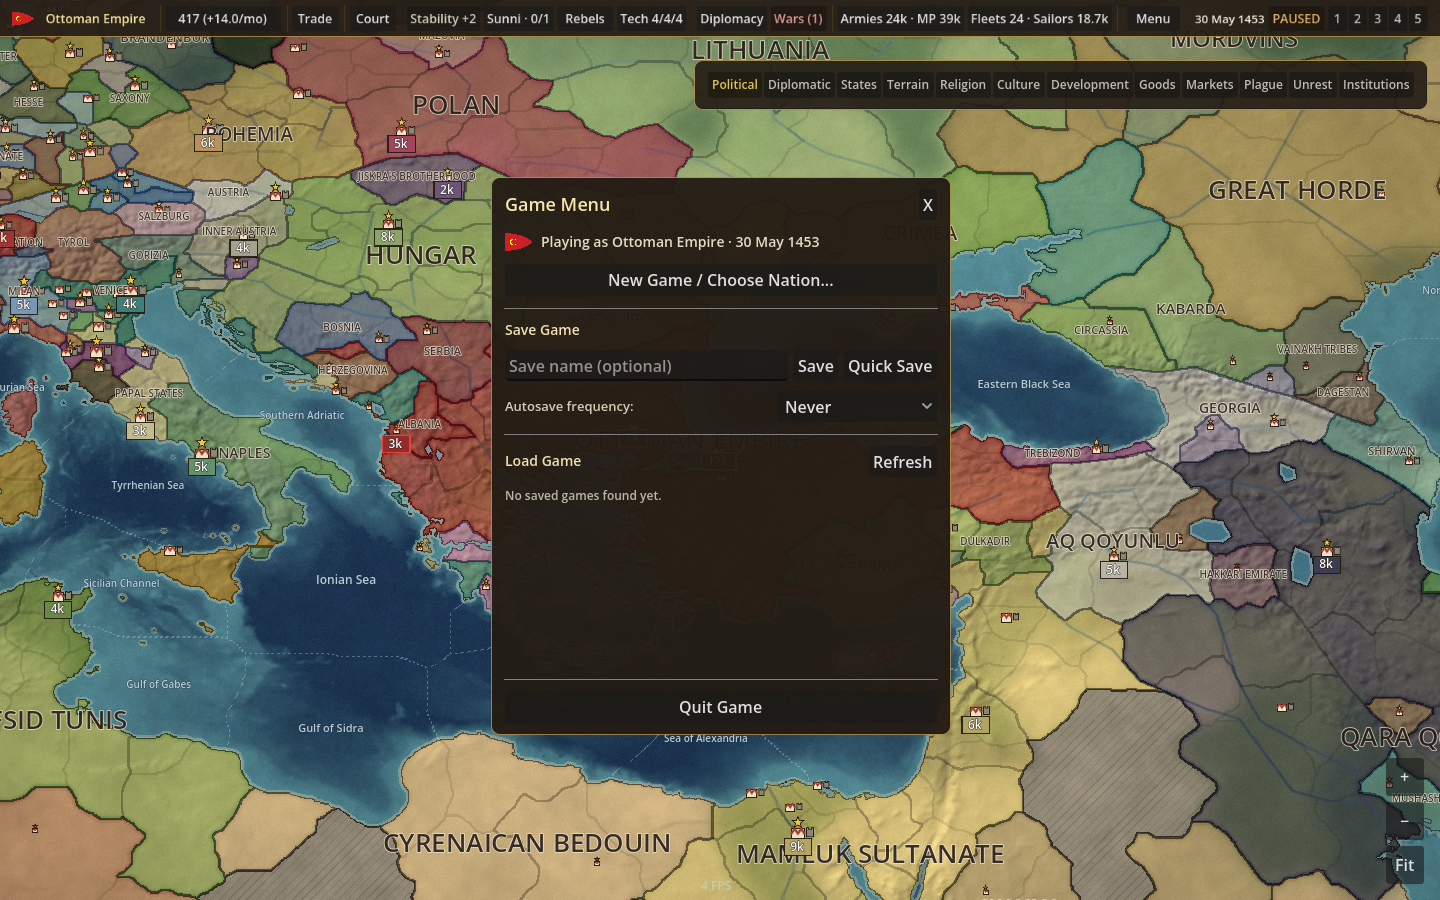 Ottoman Empire
417 (+14.0/mo)
Trade
Court
Stability +2
Sunni · 0/1
Rebels
Tech 4/4/4
Diplomacy
Wars (1)
Armies 24k · MP 39k
Fleets 24 · Sailors 18.7k
Menu
30 May 1453
PAUSED
1 2 3 4 5
Political
Diplomatic
States
Terrain
Religion
Culture
Development
Goods
Markets
Plague
Unrest
Institutions
LITHUANIA
MORDVINS
BRANDENBUR
HESSE
SAXONY
POLAN
BOHEMIA
6k
5k
JISKRA'S BROTHERHOOD
2k
GREAT HORDE
AUSTRIA
SALZBURG
INNER AUSTRIA
4k
TYROL
GORIZIA
8k
HUNGAR
MILAN
5k
VENICE
4k
BOSNIA
SERBIA
HERZEGOVINA
PAPAL STATES
3k
Southern Adriatic
ALBANIA
3k
NAPLES
5k
Tyrrhenian Sea
Sicilian Channel
Ionian Sea
4k
Gulf of Gabes
Gulf of Sidra
FSID TUNIS
CYRENAICAN BEDOUIN
MAMLUK SULTANATE
9k
Sea of Alexandria
4 FPS
CRIMEA
KABARDA
CIRCASSIA
VAINAKH TRIBES
DAGESTAN
Eastern Black Sea
GEORGIA
SHIRVAN
TREBIZOND
DULKADIR
AQ QOYUNLU
5k
HAKKARI EMIRATE
8k
6k
QARA Q
MUSHASH
+
−
Fit
Game Menu
X
Playing as Ottoman Empire · 30 May 1453
New Game / Choose Nation...
Save Game
Save name (optional)
Save
Quick Save
Autosave frequency:
Never
Load Game
Refresh
No saved games found yet.
Quit Game